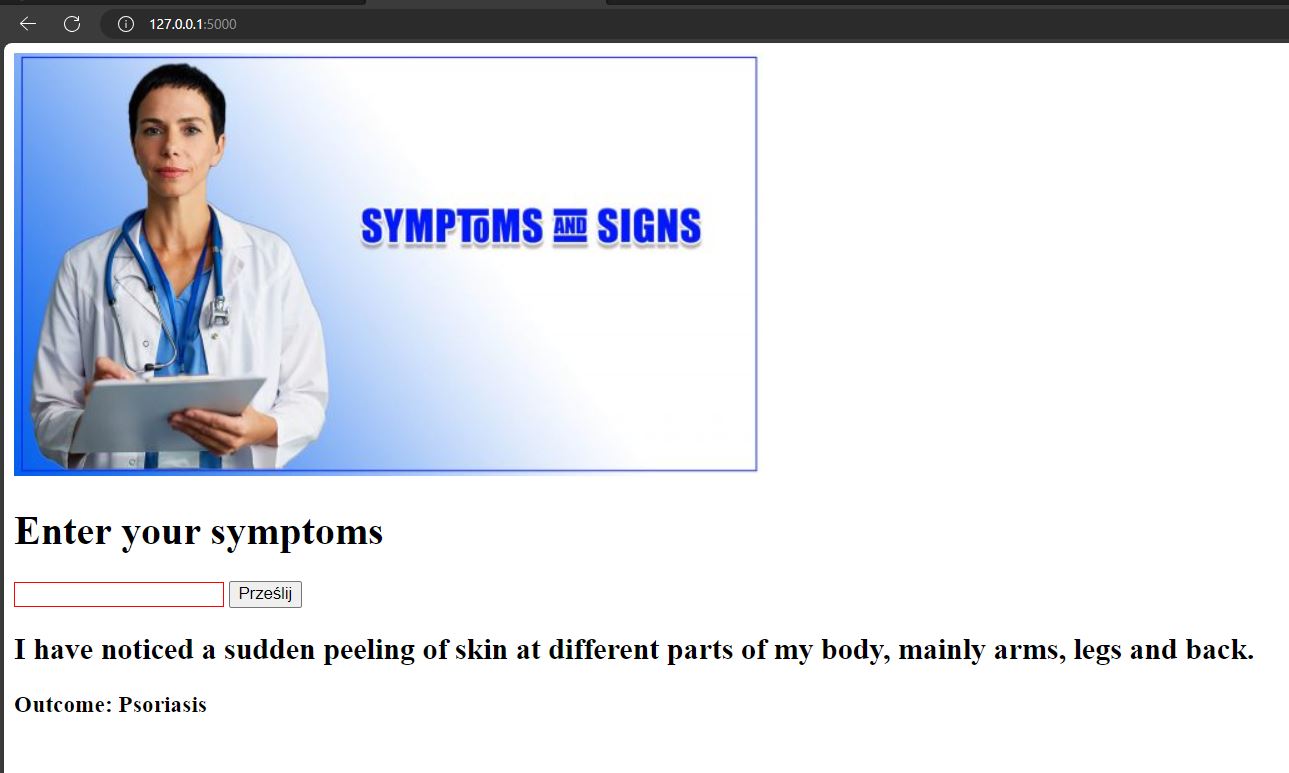 127.0.0.1:5000
SYMPToMS AND SIGNS
Enter your symptoms
Prześlij
I have noticed a sudden peeling of skin at different parts of my body, mainly arms, legs and back.
Outcome: Psoriasis